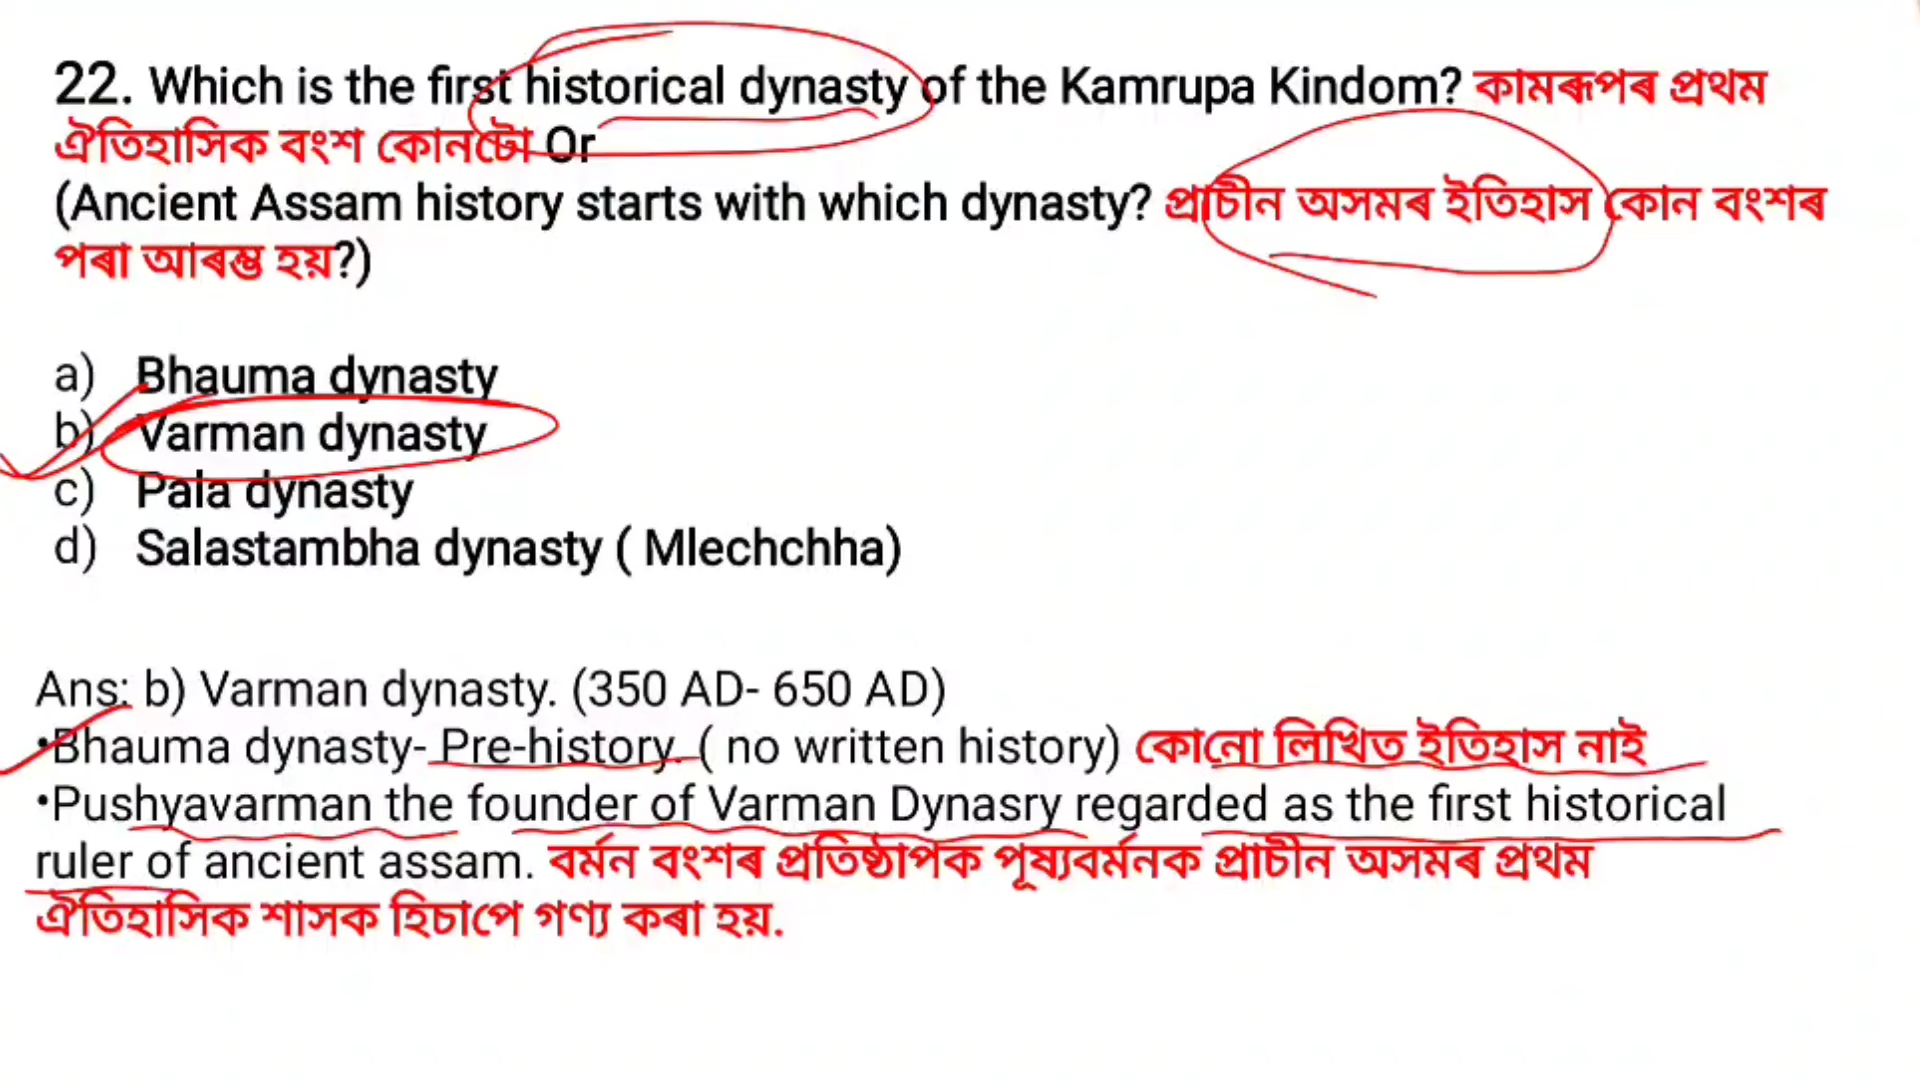 22. Which is the first historical dynasty of the Kamrupa Kindom? কামৰূপৰ প্ৰথম
ঐতিহাসিক বংশ কোনটো Or
(Ancient Assam history starts with which dynasty? প্ৰাচীন অসমৰ ইতিহাস কোন বংশৰ
পৰা আৰম্ভ হয়?)
a) Bhauma dynasty
b) Varman dynasty
c) Pala dynasty
d) Salastambha dynasty ( Mlechchha)
Ans: b) Varman dynasty. (350 AD- 650 AD)
•Bhauma dynasty- Pre-history. ( no written history) কোনো লিখিত ইতিহাস নাই
•Pushyavarman the founder of Varman Dynasry regarded as the first historical
ruler of ancient assam. বৰ্মন বংশৰ প্ৰতিষ্ঠাপক পূষ্যবৰ্মনক প্ৰাচীন অসমৰ প্ৰথম
ঐতিহাসিক শাসক হিচাপে গণ্য কৰা হয়.